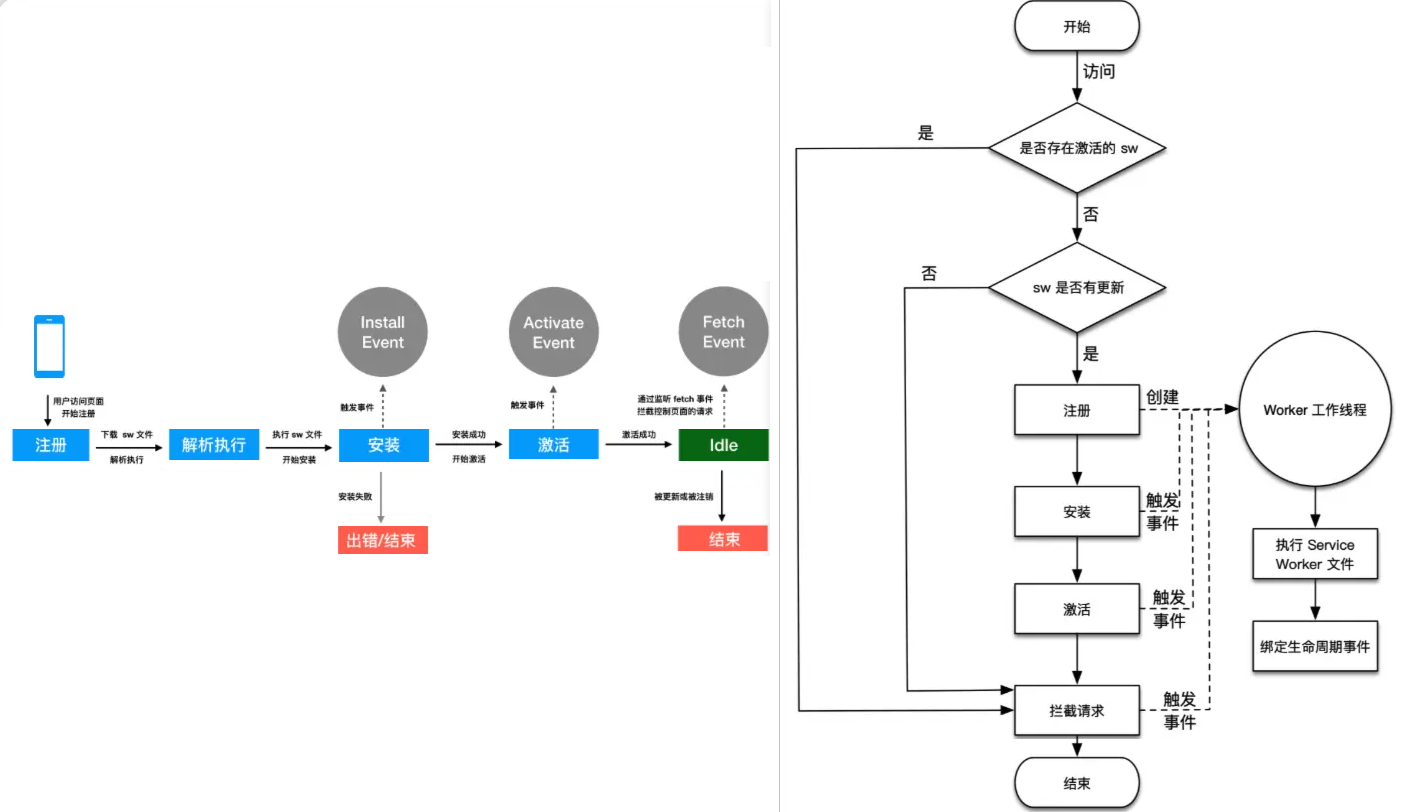 Install
Event
Activate
Event
Fetch
Event
用户访问页面
开始注册
触发事件
触发事件
通过监听 fetch 事件
拦截控制页面的请求
注册
下载 sw 文件
解析执行
解析执行
执行 sw 文件
开始安装
安装
安装成功
开始激活
激活
激活成功
Idle
安装失败
被更新或被注销
出错/结束
结束
开始
访问
是否存在激活的 sw
是
否
sw 是否有更新
否
是
注册
创建
Worker 工作线程
安装
触发
事件
执行 Service
Worker 文件
激活
触发
事件
绑定生命周期事件
拦截请求
触发
事件
结束